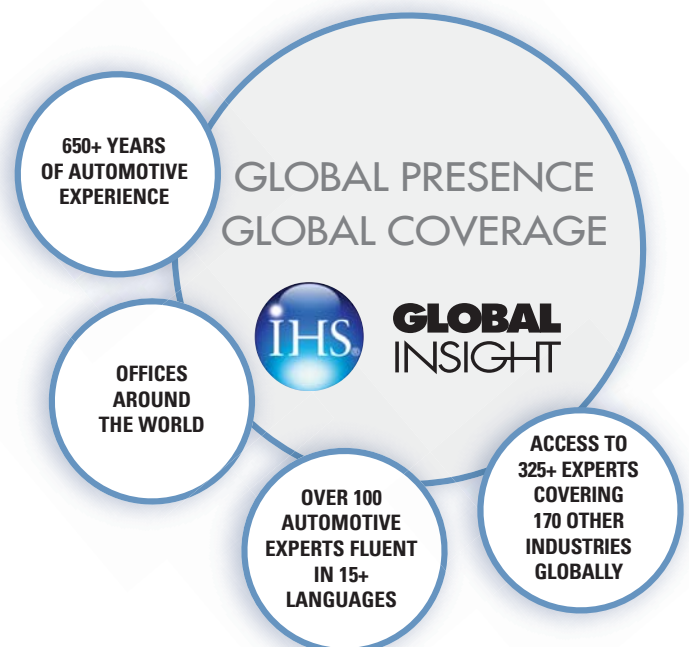 650+ YEARS
OF AUTOMOTIVE
EXPERIENCE
GLOBAL PRESENCE
GLOBAL COVERAGE
IHS®
GLOBAL
INSIGHT
OFFICES
AROUND
THE WORLD
OVER 100
AUTOMOTIVE
EXPERTS FLUENT
IN 15+
LANGUAGES
ACCESS TO
325+ EXPERTS
COVERING
170 OTHER
INDUSTRIES
GLOBALLY